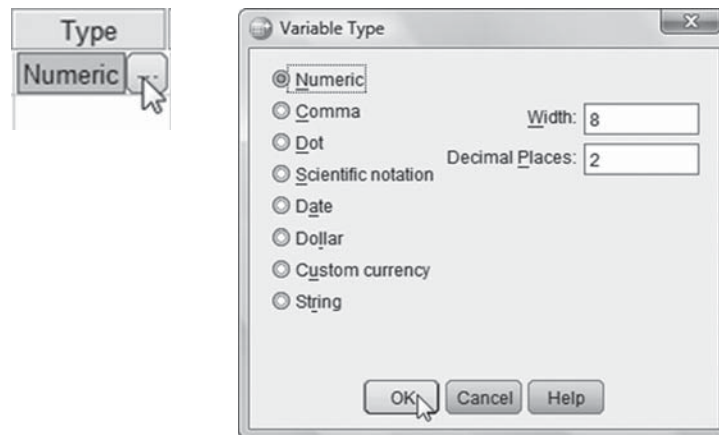 Type
Numeric ...
Variable Type
Numeric
Comma
Width: 8
Dot
Decimal Places: 2
Scientific notation
Date
Dollar
Custom currency
String
OK Cancel Help